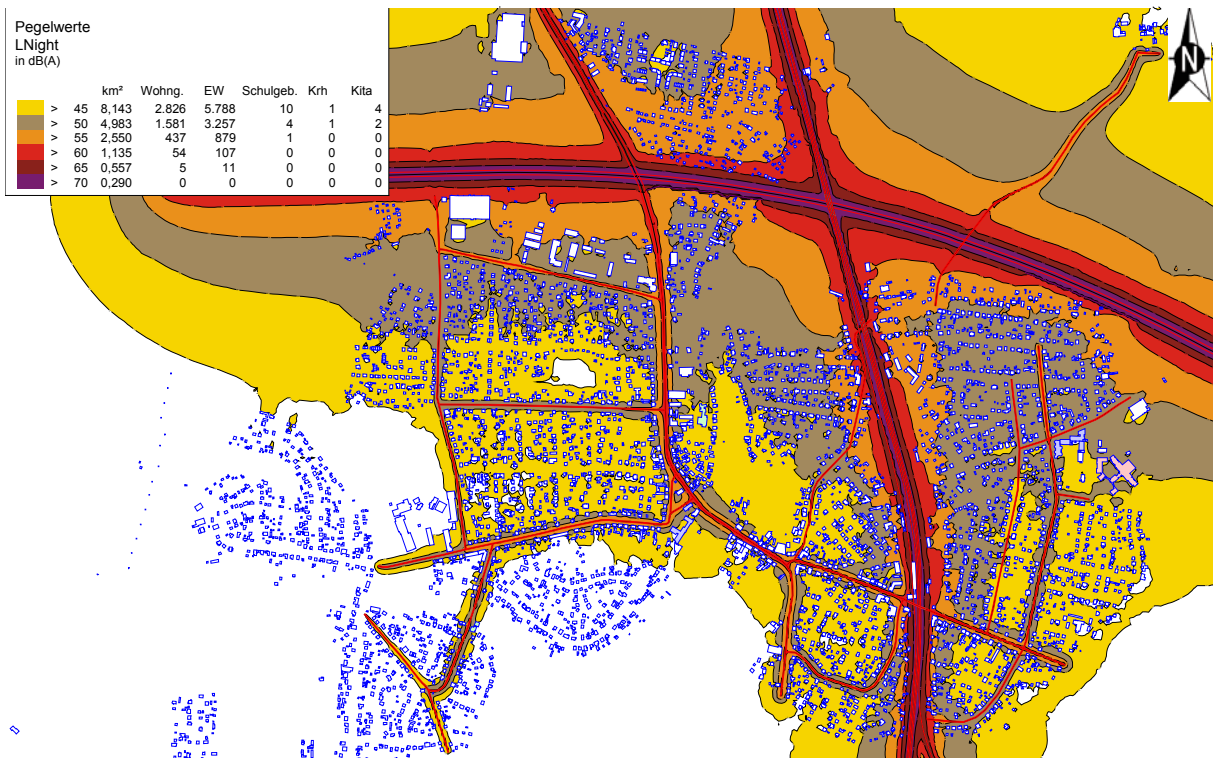 Pegelwerte
LNight
in dB(A)
km² Wohng. EW Schulgeb. Krh Kita
> 45 8,143 2.826 5.788 10 1 4
> 50 4,983 1.581 3.257 4 1 2
> 55 2,550 437 879 1 0 0
> 60 1,135 54 107 0 0 0
> 65 0,557 5 11 0 0 0
> 70 0,290 0 0 0 0 0
N